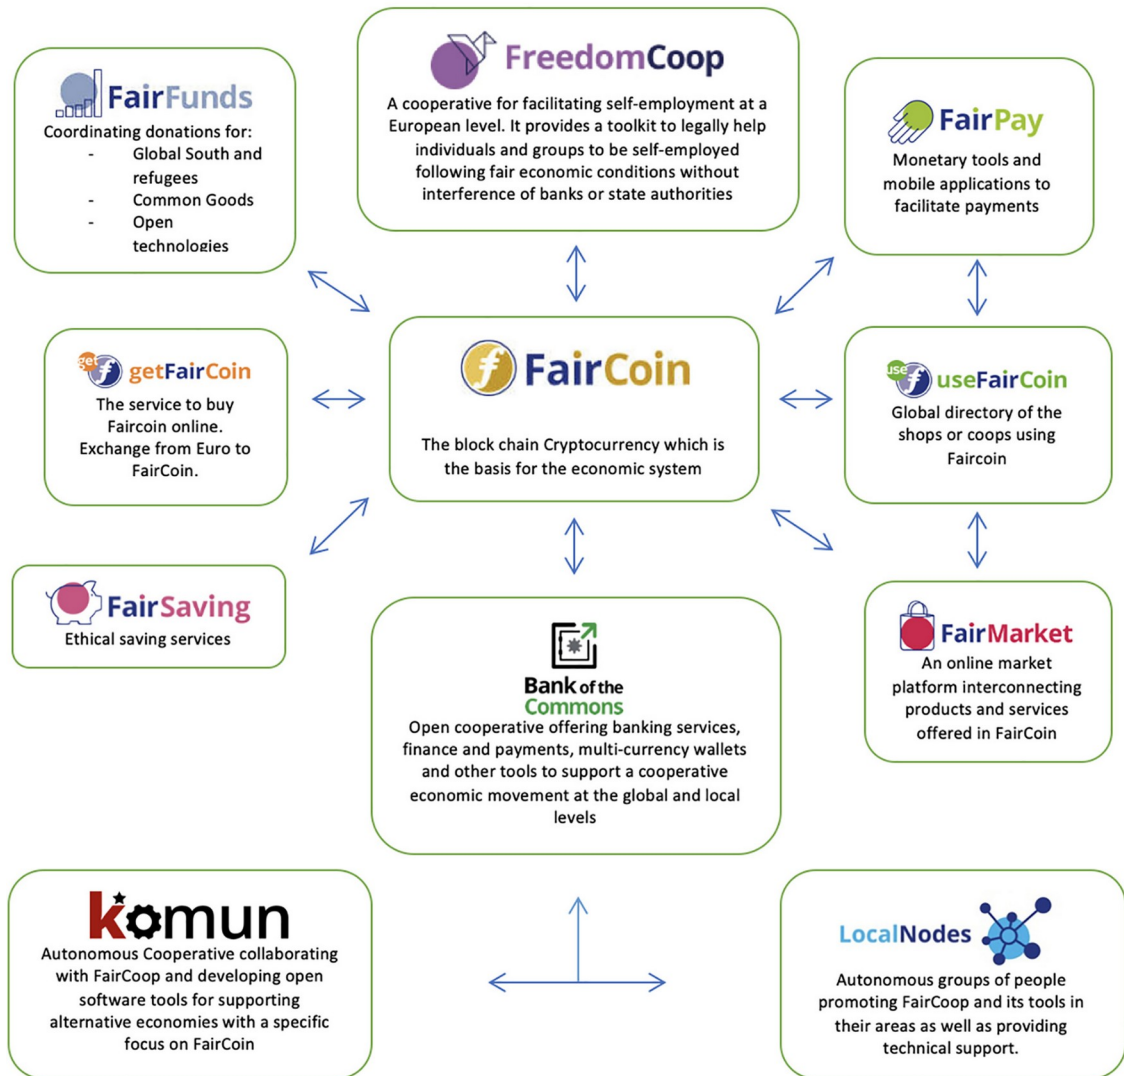 FairFunds
Coordinating donations for:
- Global South and
refugees
- Common Goods
- Open
technologies
FreedomCoop
A cooperative for facilitating self-employment at a
European level. It provides a toolkit to legally help
individuals and groups to be self-employed
following fair economic conditions without
interference of banks or state authorities
FairPay
Monetary tools and
mobile applications to
facilitate payments
get
getFairCoin
The service to buy
Faircoin online.
Exchange from Euro to
FairCoin.
FairCoin
The block chain Cryptocurrency which is
the basis for the economic system
use
useFairCoin
Global directory of the
shops or coops using
Faircoin
FairSaving
Ethical saving services
Bank of the
Commons
Open cooperative offering banking services,
finance and payments, multi-currency wallets
and other tools to support a cooperative
economic movement at the global and local
levels
FairMarket
An online market
platform interconnecting
products and services
offered in FairCoin
komun
Autonomous Cooperative collaborating
with FairCoop and developing open
software tools for supporting
alternative economies with a specific
focus on FairCoin
LocalNodes
Autonomous groups of people
promoting FairCoop and its tools in
their areas as well as providing
technical support.